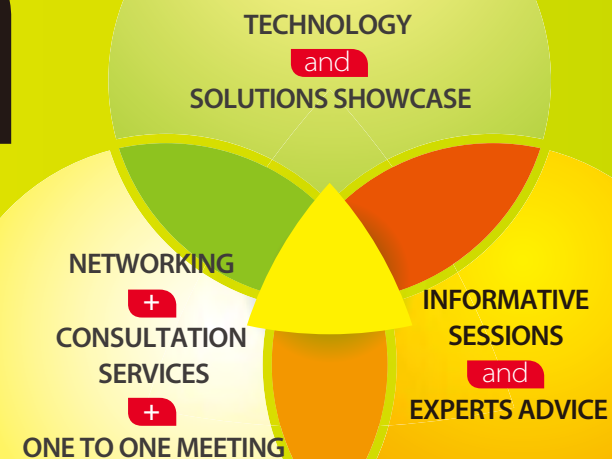 TECHNOLOGY
and
SOLUTIONS SHOWCASE
NETWORKING
+
CONSULTATION
SERVICES
+
ONE TO ONE MEETING
INFORMATIVE
SESSIONS
and
EXPERTS ADVICE